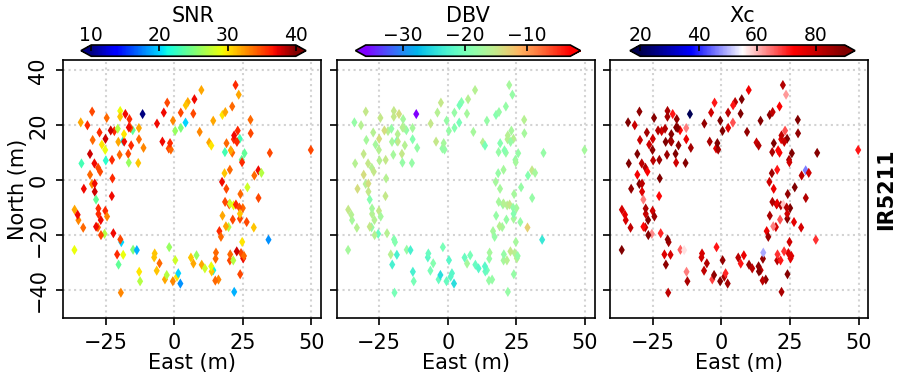 SNR DBV Xc
10 20 30 40 −30 −20 −10 20 40 60 80
40
20
0
−20
−40
North (m)
−25 0 25 50 −25 0 25 50 −25 0 25 50
East (m) East (m) East (m)
IR5211